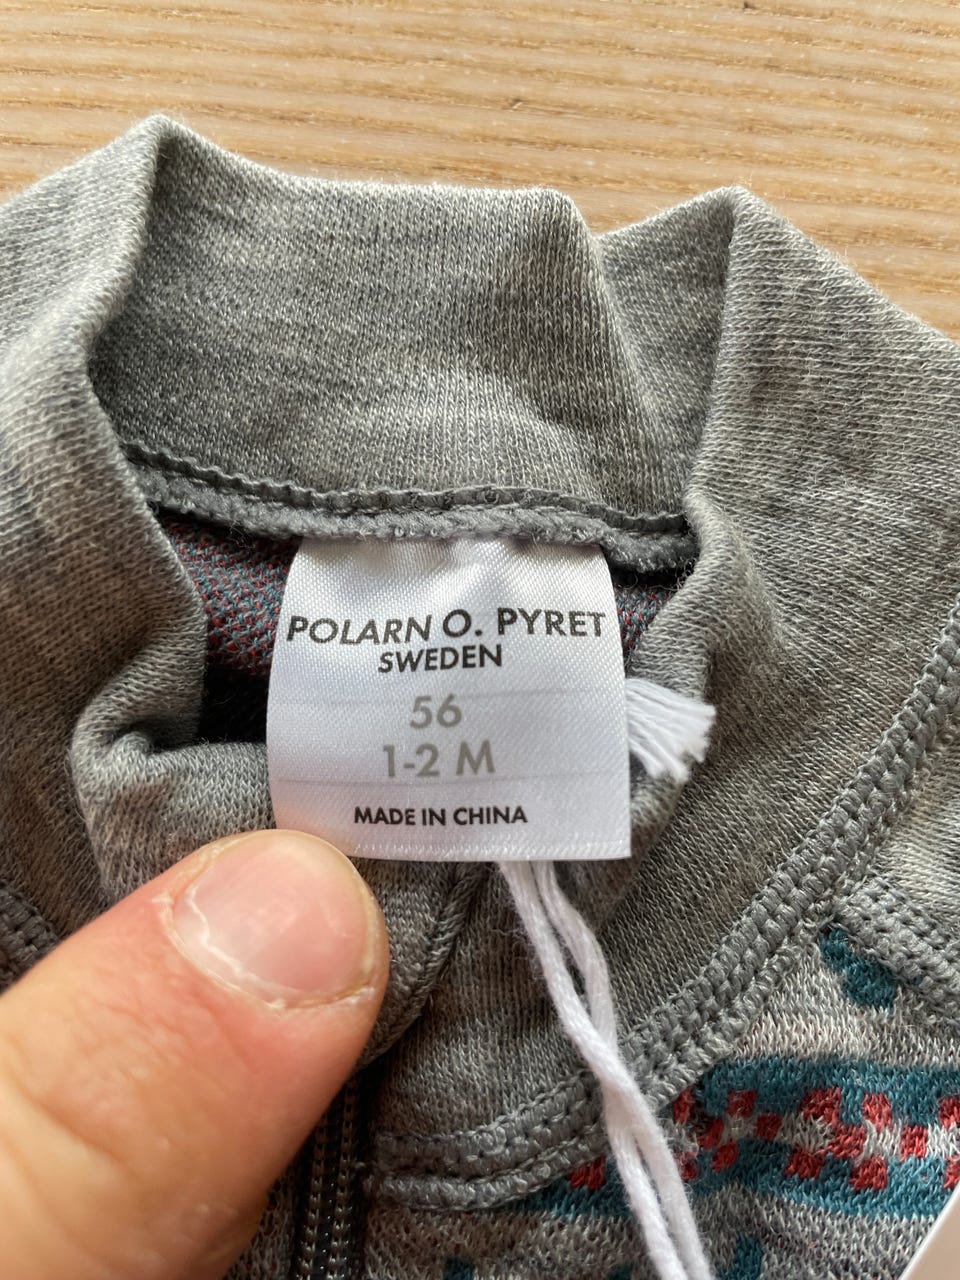 POLARN O. PYRET
SWEDEN
56
1-2 M
MADE IN CHINA